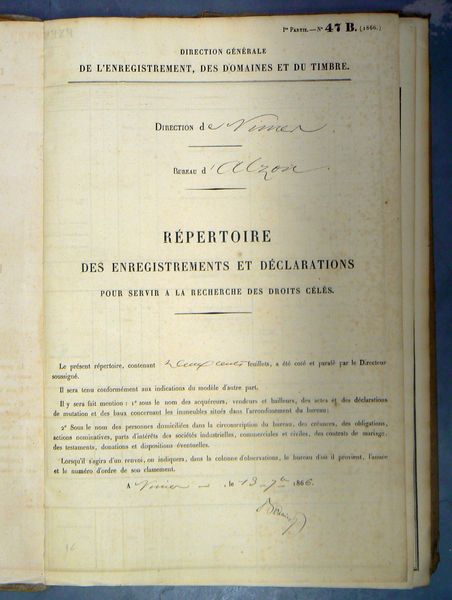 Iʳᵉ Partie. — N° 47 B. (1866.)
DIRECTION GÉNÉRALE
DE L'ENREGISTREMENT, DES DOMAINES ET DU TIMBRE.
DIRECTION de Nimes.
BUREAU d'Alzon.
RÉPERTOIRE
DES ENREGISTREMENTS ET DÉCLARATIONS
POUR SERVIR A LA RECHERCHE DES DROITS CÉLÉS.
Le présent répertoire, contenant deux cents feuillets, a été coté et parafé par le Directeur
soussigné.
Il sera tenu conformément aux indications du modèle d'autre part.
Il y sera fait mention : 1° sous le nom des acquéreurs, vendeurs et bailleurs, des actes et des déclarations
de mutation et des baux concernant les immeubles situés dans l'arrondissement du bureau;
2° Sous le nom des personnes domiciliées dans la circonscription du bureau, des créances, des obligations,
actions nominatives, parts d'intérêts des sociétés industrielles, commerciales et civiles, des contrats de mariage,
des testaments, donations et dispositions éventuelles.
Lorsqu'il s'agira d'un renvoi, on indiquera, dans la colonne d'observations, le bureau d'où il provient, l'année
et le numéro d'ordre de son classement.
A Nimes, le 13 7bre 1866.